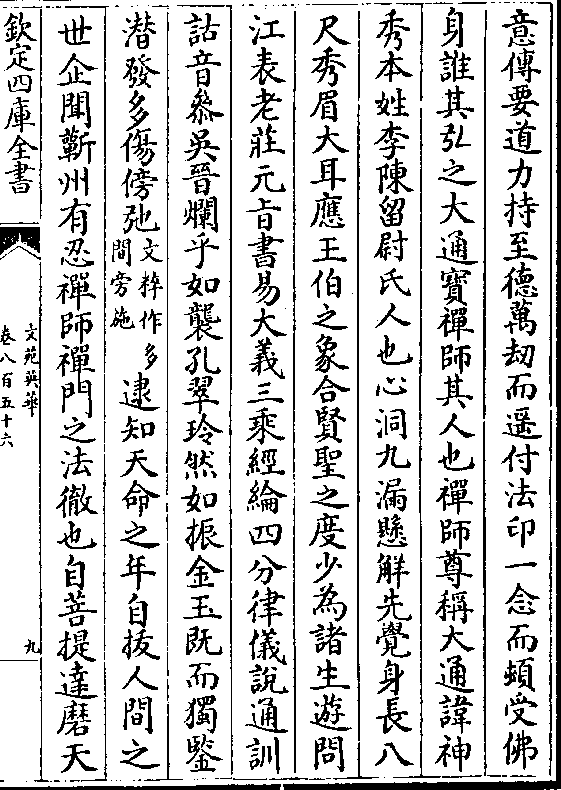 意傳要道力持至德萬刼而遥付法印一念而頓受佛
身誰其弘之大通寶禪師其人也禪師尊稱大通諱神
秀本姓李陳留尉氏人也心洞九漏懸解先覺身長八
尺秀眉大耳應王伯之象合賢聖之度少為諸生遊問
江表老莊元㫖書易大義三乘經綸四分律儀說通訓
詁音叅吳晉爛乎如襲孔翠玲然如振金玉既而獨鑒
潜發多傷傍弛文粹作多間旁施逮知天命之年自拔人間之
世企聞蘄州有忍禪師禪門之法徹也自菩提達磨天
欽定四庫全書
文苑英華
卷八百五十六
九